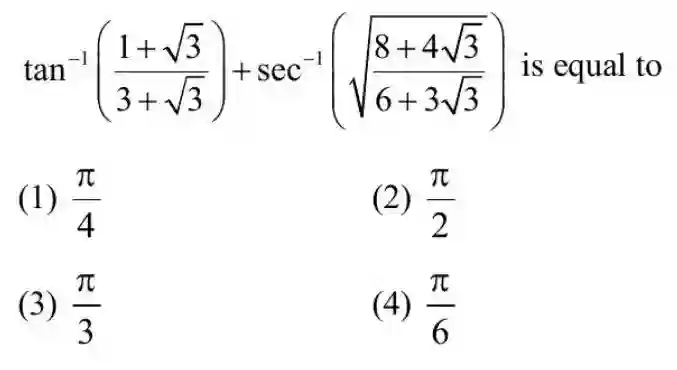 tan⁻¹((1+√3)/(3+√3)) + sec⁻¹(√((8+4√3)/(6+3√3))) is equal to
(1) π/4 (2) π/2
(3) π/3 (4) π/6